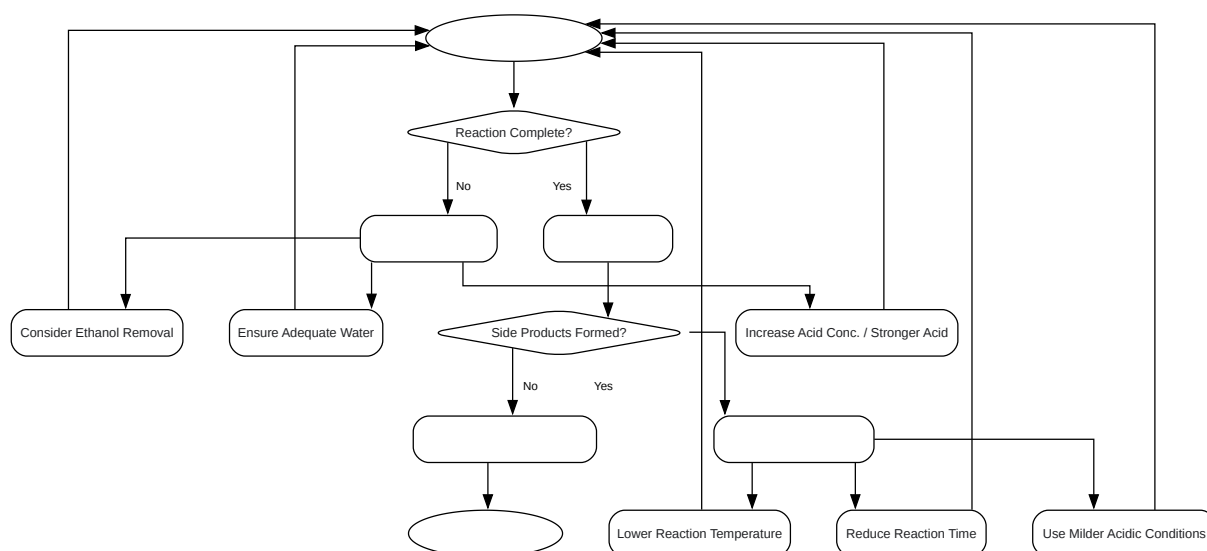 Reaction Complete?
No
Yes
Consider Ethanol Removal
Ensure Adequate Water
Side Products Formed?
Increase Acid Conc. / Stronger Acid
No
Yes
Lower Reaction Temperature
Reduce Reaction Time
Use Milder Acidic Conditions